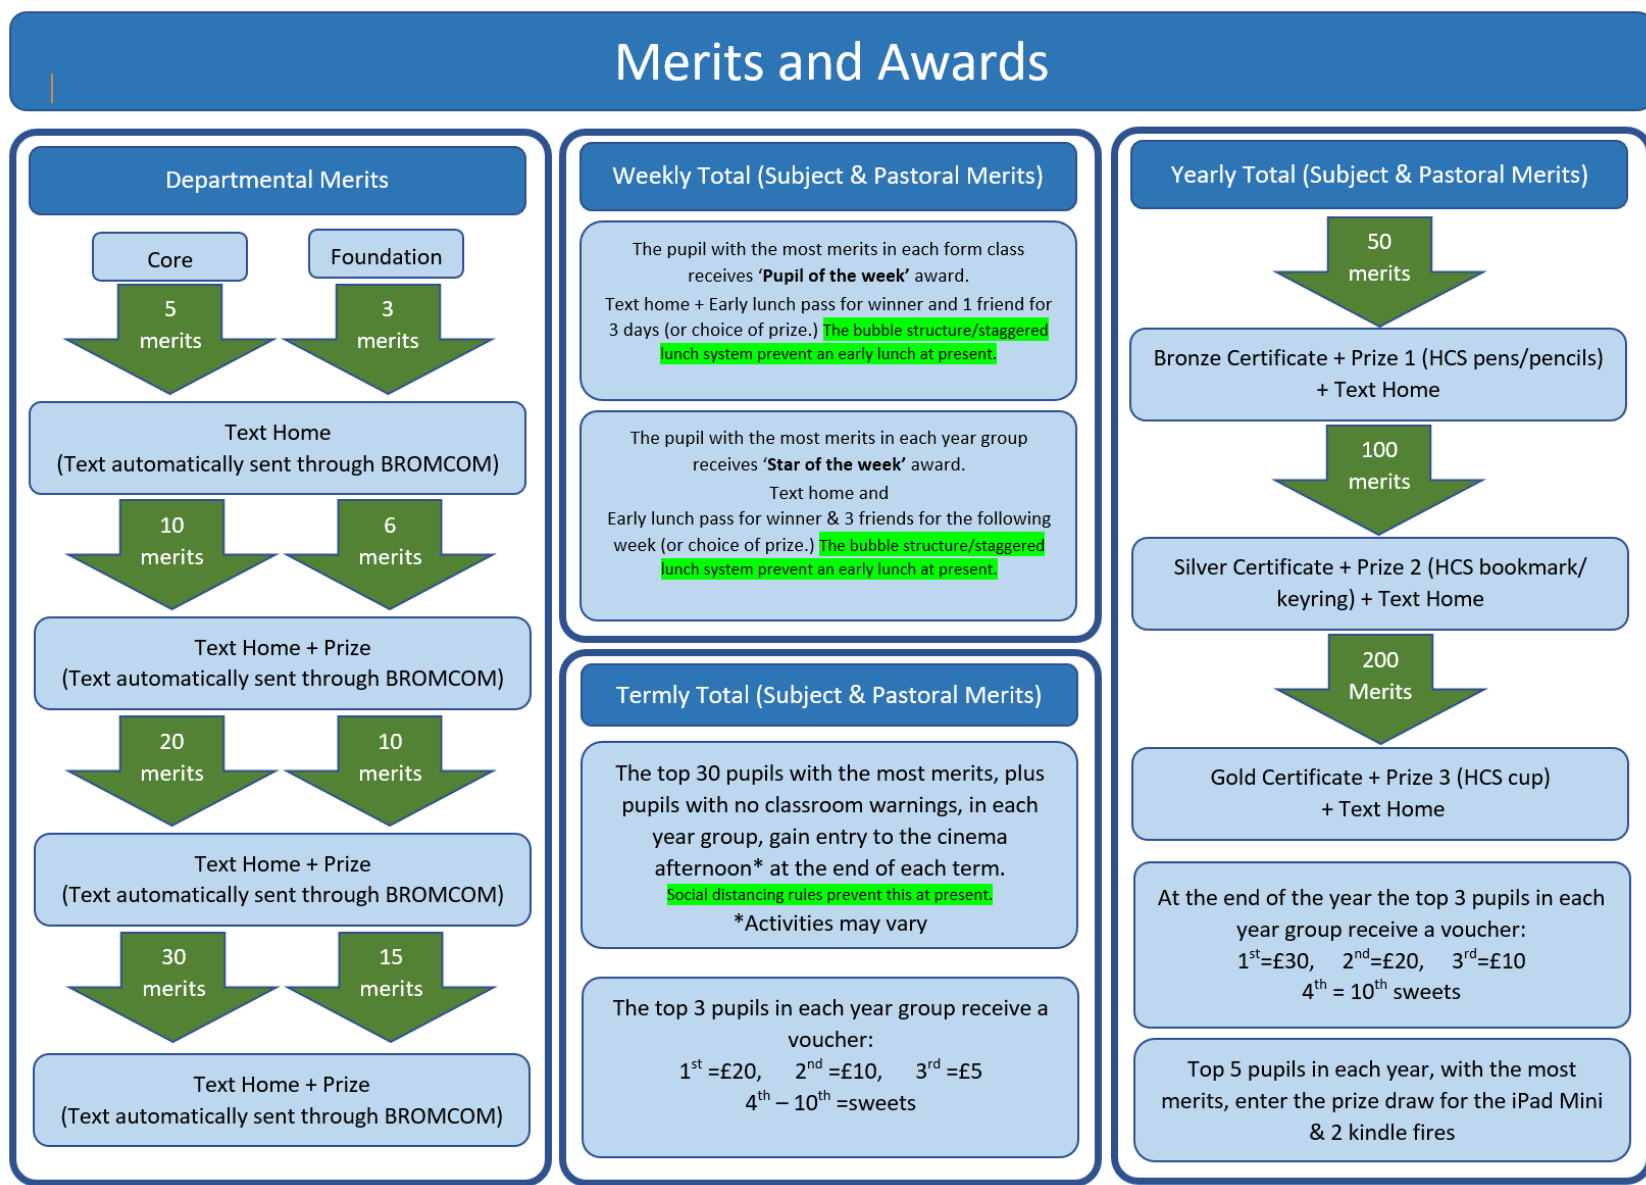 Merits and Awards
Departmental Merits
Core
Foundation
5
merits
3
merits
Text Home
(Text automatically sent through BROMCOM)
10
merits
6
merits
Text Home + Prize
(Text automatically sent through BROMCOM)
20
merits
10
merits
Text Home + Prize
(Text automatically sent through BROMCOM)
30
merits
15
merits
Text Home + Prize
(Text automatically sent through BROMCOM)
Weekly Total (Subject & Pastoral Merits)
The pupil with the most merits in each form class
receives ‘Pupil of the week’ award.
Text home + Early lunch pass for winner and 1 friend for
3 days (or choice of prize.) The bubble structure/staggered
lunch system prevent an early lunch at present.
The pupil with the most merits in each year group
receives ‘Star of the week’ award.
Text home and
Early lunch pass for winner & 3 friends for the following
week (or choice of prize.) The bubble structure/staggered
lunch system prevent an early lunch at present.
Termly Total (Subject & Pastoral Merits)
The top 30 pupils with the most merits, plus
pupils with no classroom warnings, in each
year group, gain entry to the cinema
afternoon* at the end of each term.
Social distancing rules prevent this at present.
*Activities may vary
The top 3 pupils in each year group receive a
voucher:
1st =£20, 2nd =£10, 3rd =£5
4th – 10th =sweets
Yearly Total (Subject & Pastoral Merits)
50
merits
Bronze Certificate + Prize 1 (HCS pens/pencils)
+ Text Home
100
merits
Silver Certificate + Prize 2 (HCS bookmark/
keyring) + Text Home
200
Merits
Gold Certificate + Prize 3 (HCS cup)
+ Text Home
At the end of the year the top 3 pupils in each
year group receive a voucher:
1st=£30, 2nd=£20, 3rd=£10
4th = 10th sweets
Top 5 pupils in each year, with the most
merits, enter the prize draw for the iPad Mini
& 2 kindle fires